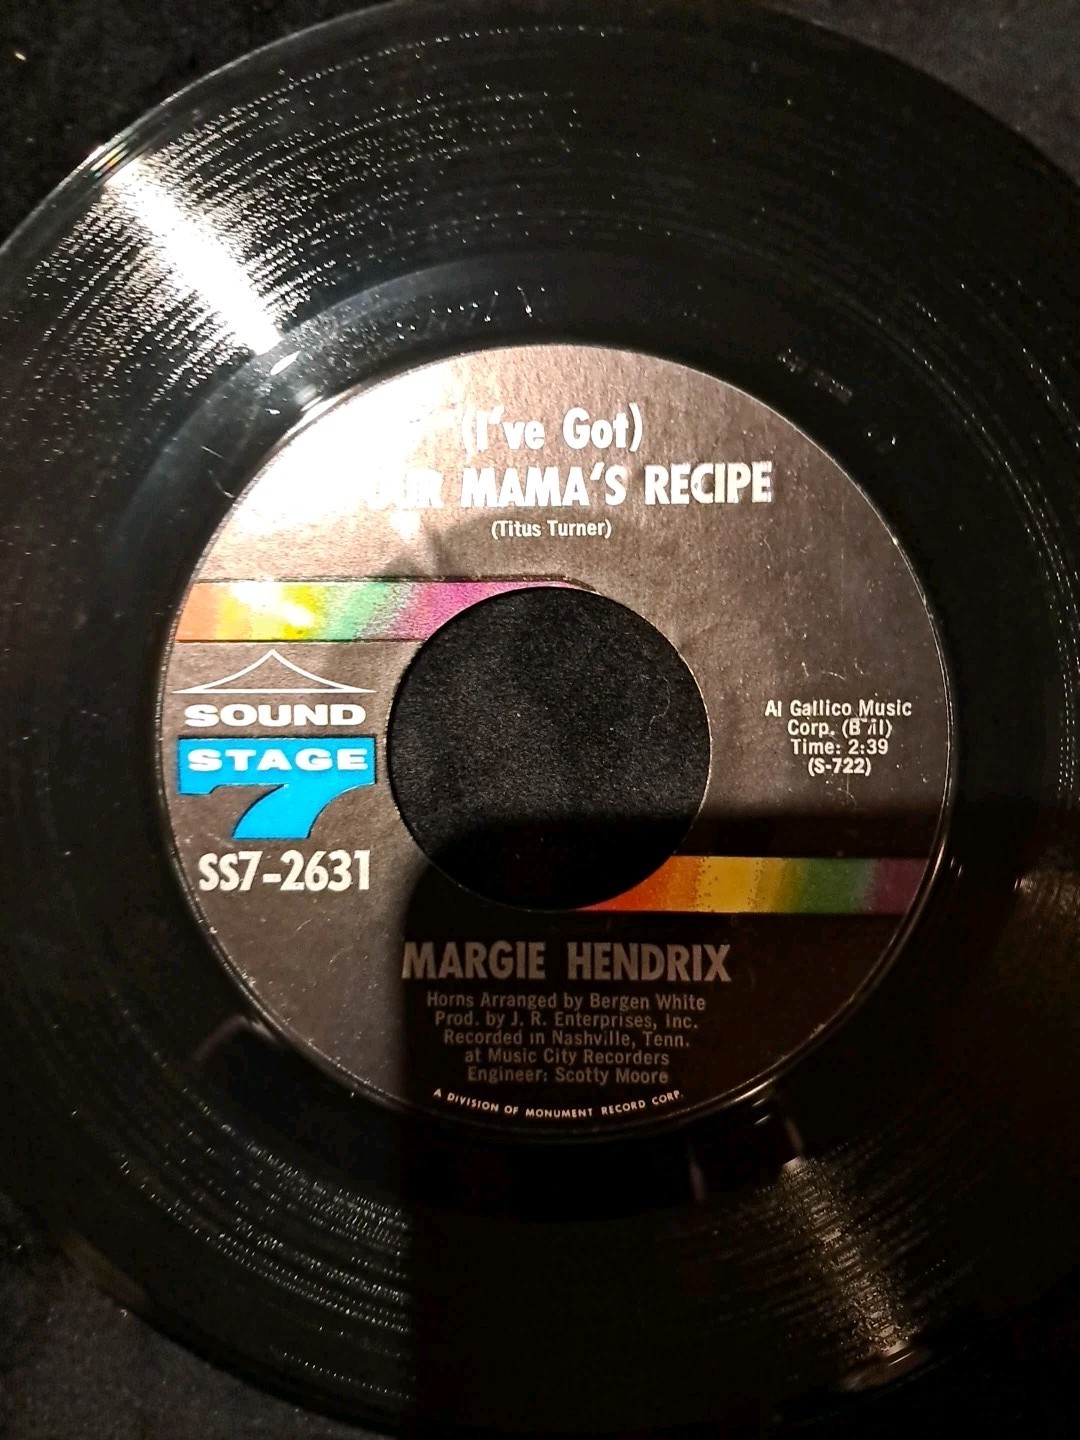 (I've Got)
MAMA'S RECIPE
(Titus Turner)
SOUND
STAGE
7
SS7-2631
Al Gallico Music
Corp.
Time: 2:39
(S-722)
MARGIE HENDRIX
Horns Arranged by Bergen White
Prod. by J. R. Enterprises, Inc.
Recorded in Nashville, Tenn.
at Music City Recorders
Engineer: Scotty Moore
A DIVISION OF MONUMENT RECORD CORP.